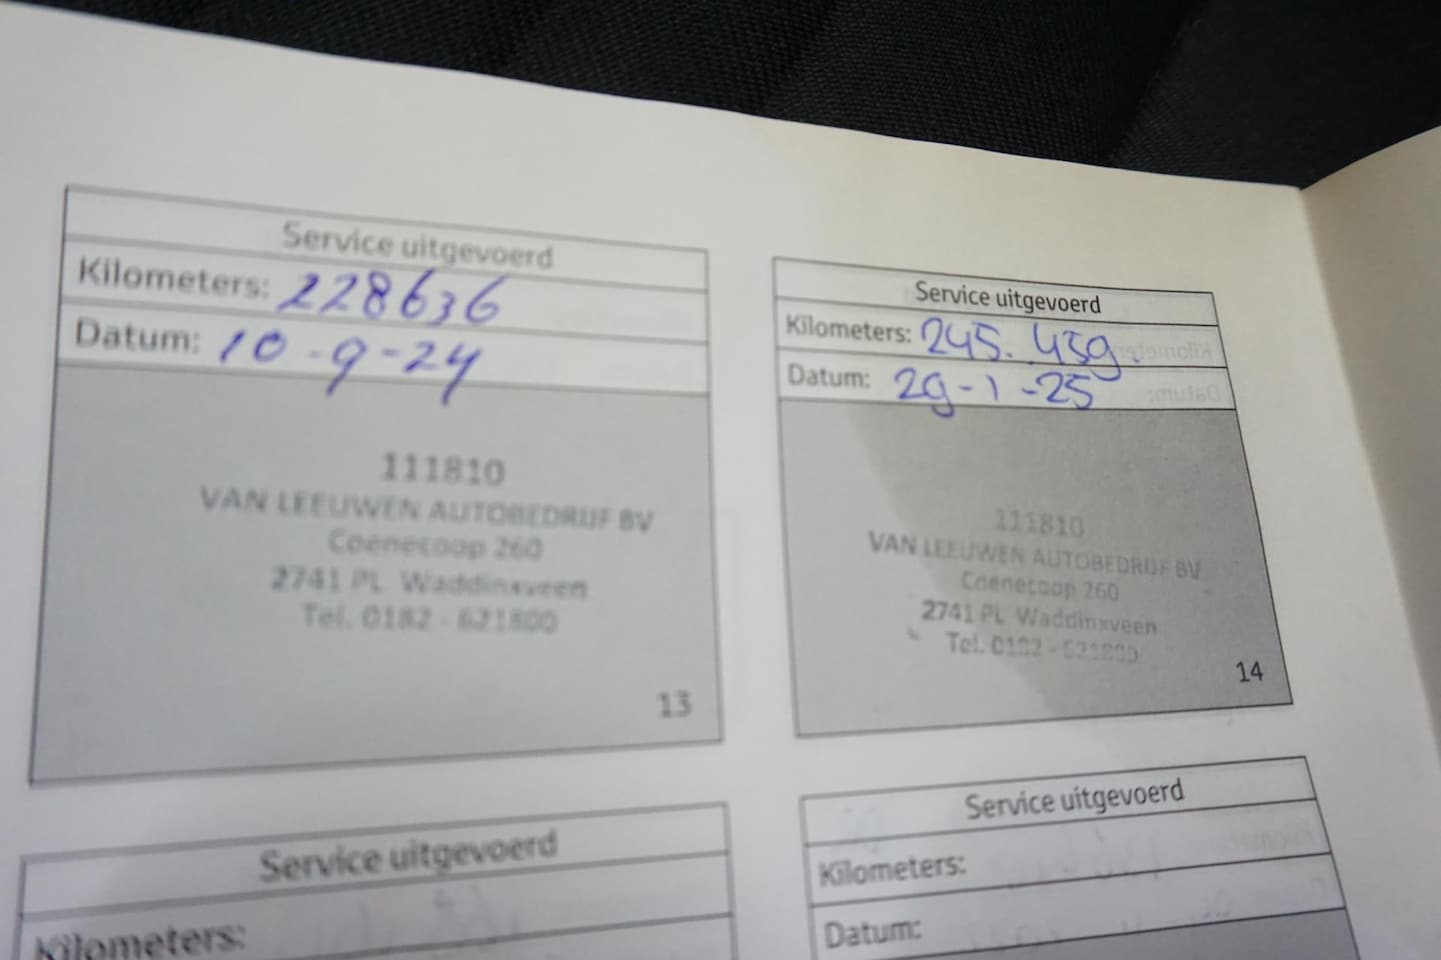 Service uitgevoerd
Kilometers: 228636
Datum: 10-9-24
111810
VAN LEEUWEN AUTOBEDRIJF BV
Coenecoop 260
2741 PL Waddinxveen
Tel. 0182 - 621800
13
Service uitgevoerd
Kilometers: 245.459
Datum: 29-1-25
111810
VAN LEEUWEN AUTOBEDRIJF BV
Coenecoop 260
2741 PL Waddinxveen
Tel. 0182 - 621800
14
Service uitgevoerd
Kilometers:
Service uitgevoerd
Kilometers:
Datum: